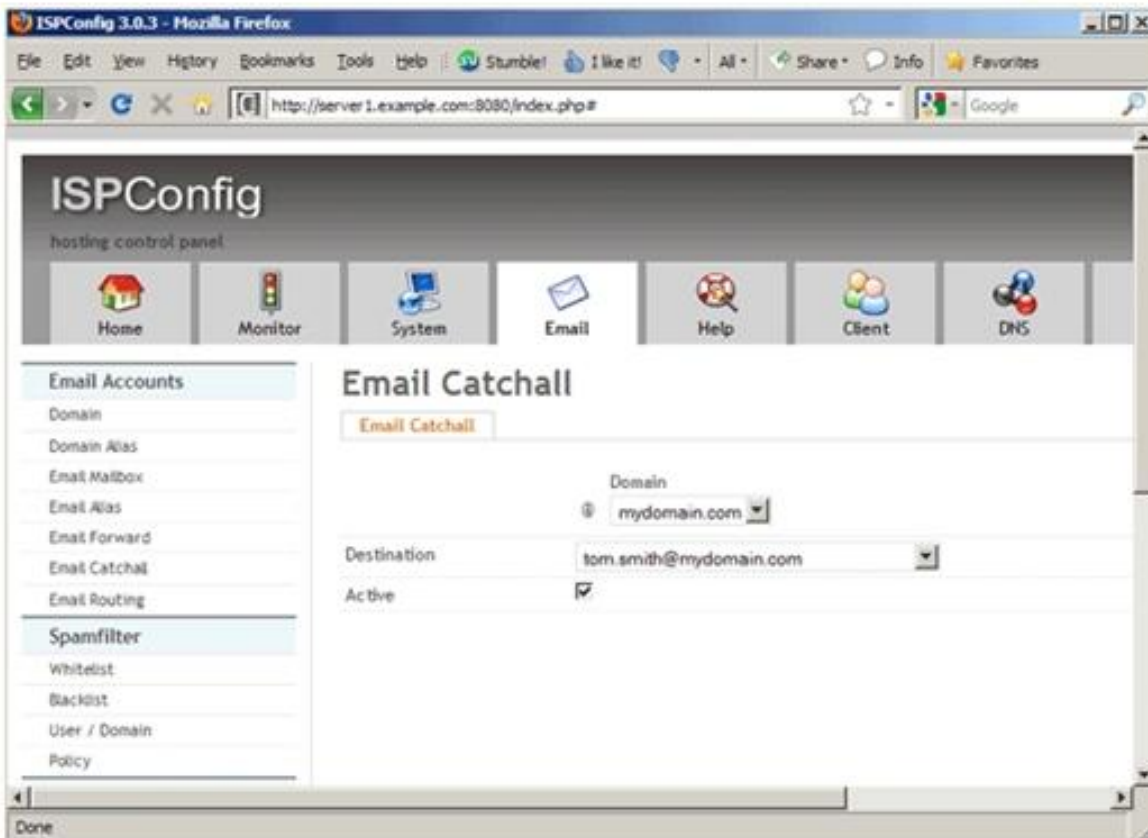 ISPConfig 3.0.3 - Mozilla Firefox
File Edit View History Bookmarks Tools Help Stumble! I like it! All Share Info Favorites
http://server1.example.com:8080/index.php# Google
ISPConfig
hosting control panel
Home Monitor System Email Help Client DNS
Email Accounts
Domain
Domain Alias
Email Mailbox
Email Alias
Email Forward
Email Catchall
Email Routing
Spamfilter
Whitelist
Blacklist
User / Domain
Policy
Email Catchall
Email Catchall
Domain
mydomain.com
Destination tom.smith@mydomain.com
Active
Done